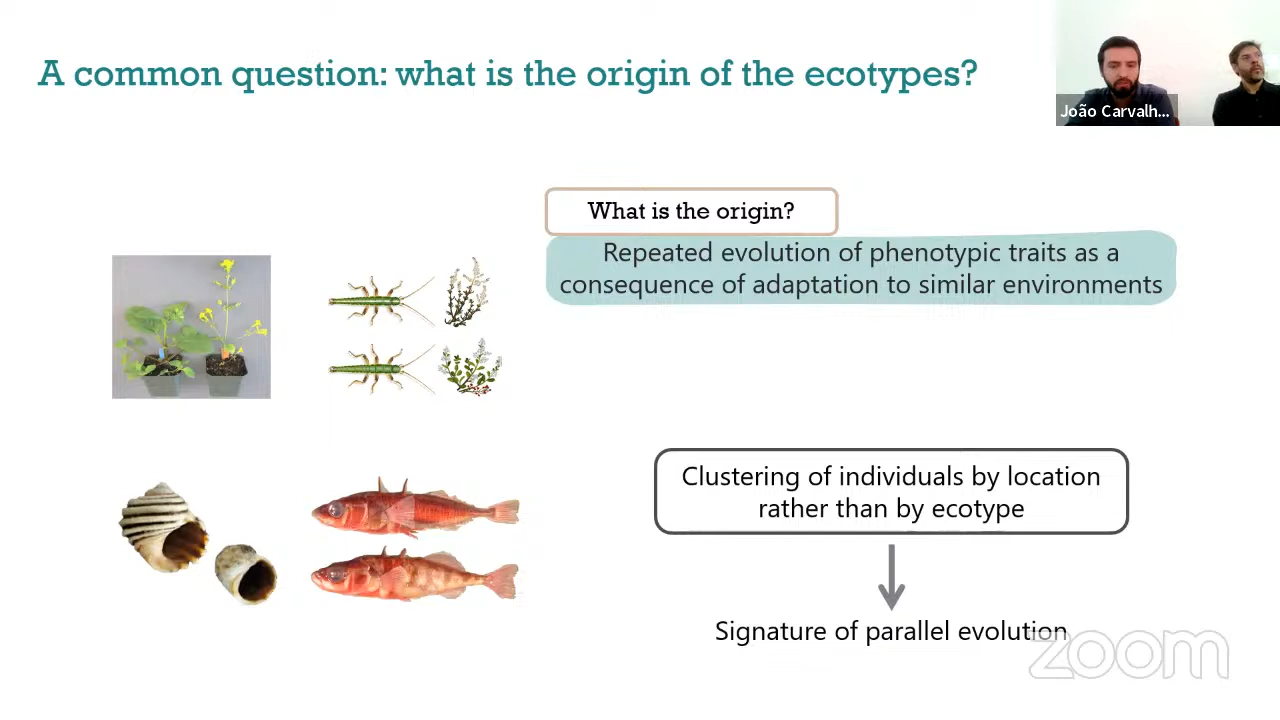 A common question: what is the origin of the ecotypes?
João Carvalh...
What is the origin?
Repeated evolution of phenotypic traits as a
consequence of adaptation to similar environments
Clustering of individuals by location
rather than by ecotype
Signature of parallel evolution
zoom